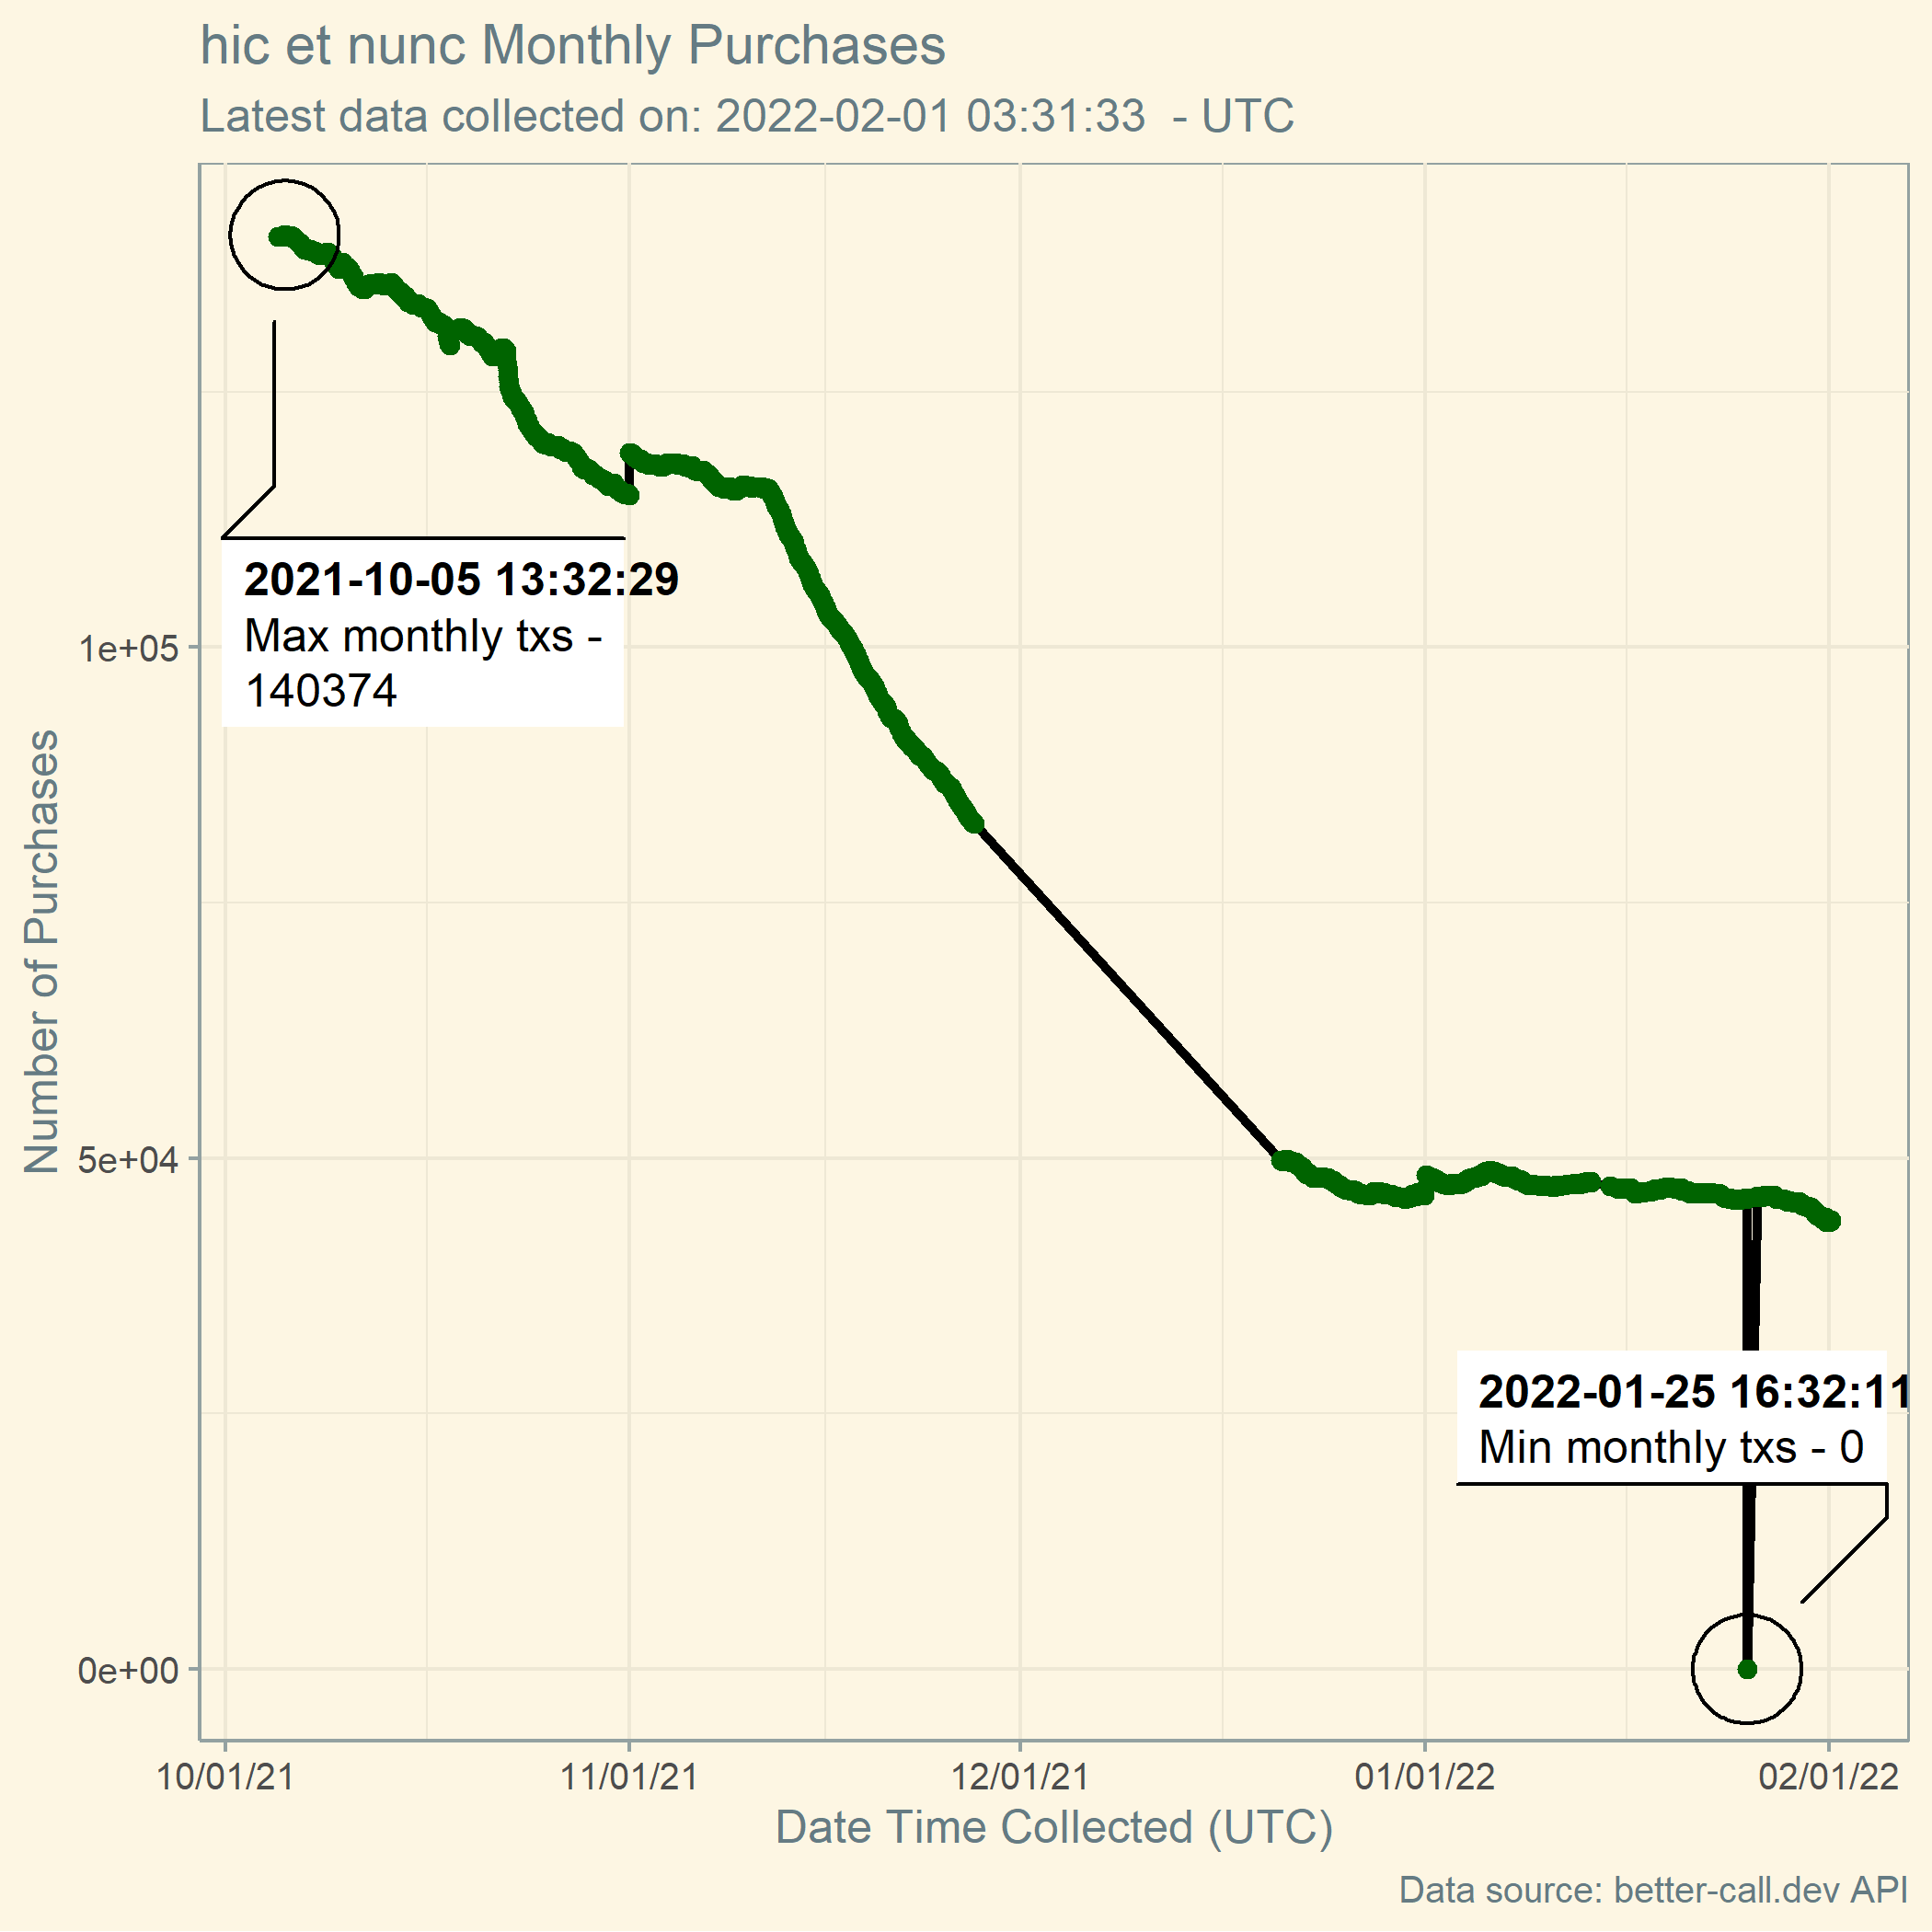 hic et nunc Monthly Purchases
Latest data collected on: 2022-02-01 03:31:33 - UTC
2021-10-05 13:32:29
Max monthly txs -
140374
1e+05
5e+04
0e+00
Number of Purchases
2022-01-25 16:32:11
Min monthly txs - 0
10/01/21
11/01/21
12/01/21
01/01/22
02/01/22
Date Time Collected (UTC)
Data source: better-call.dev API